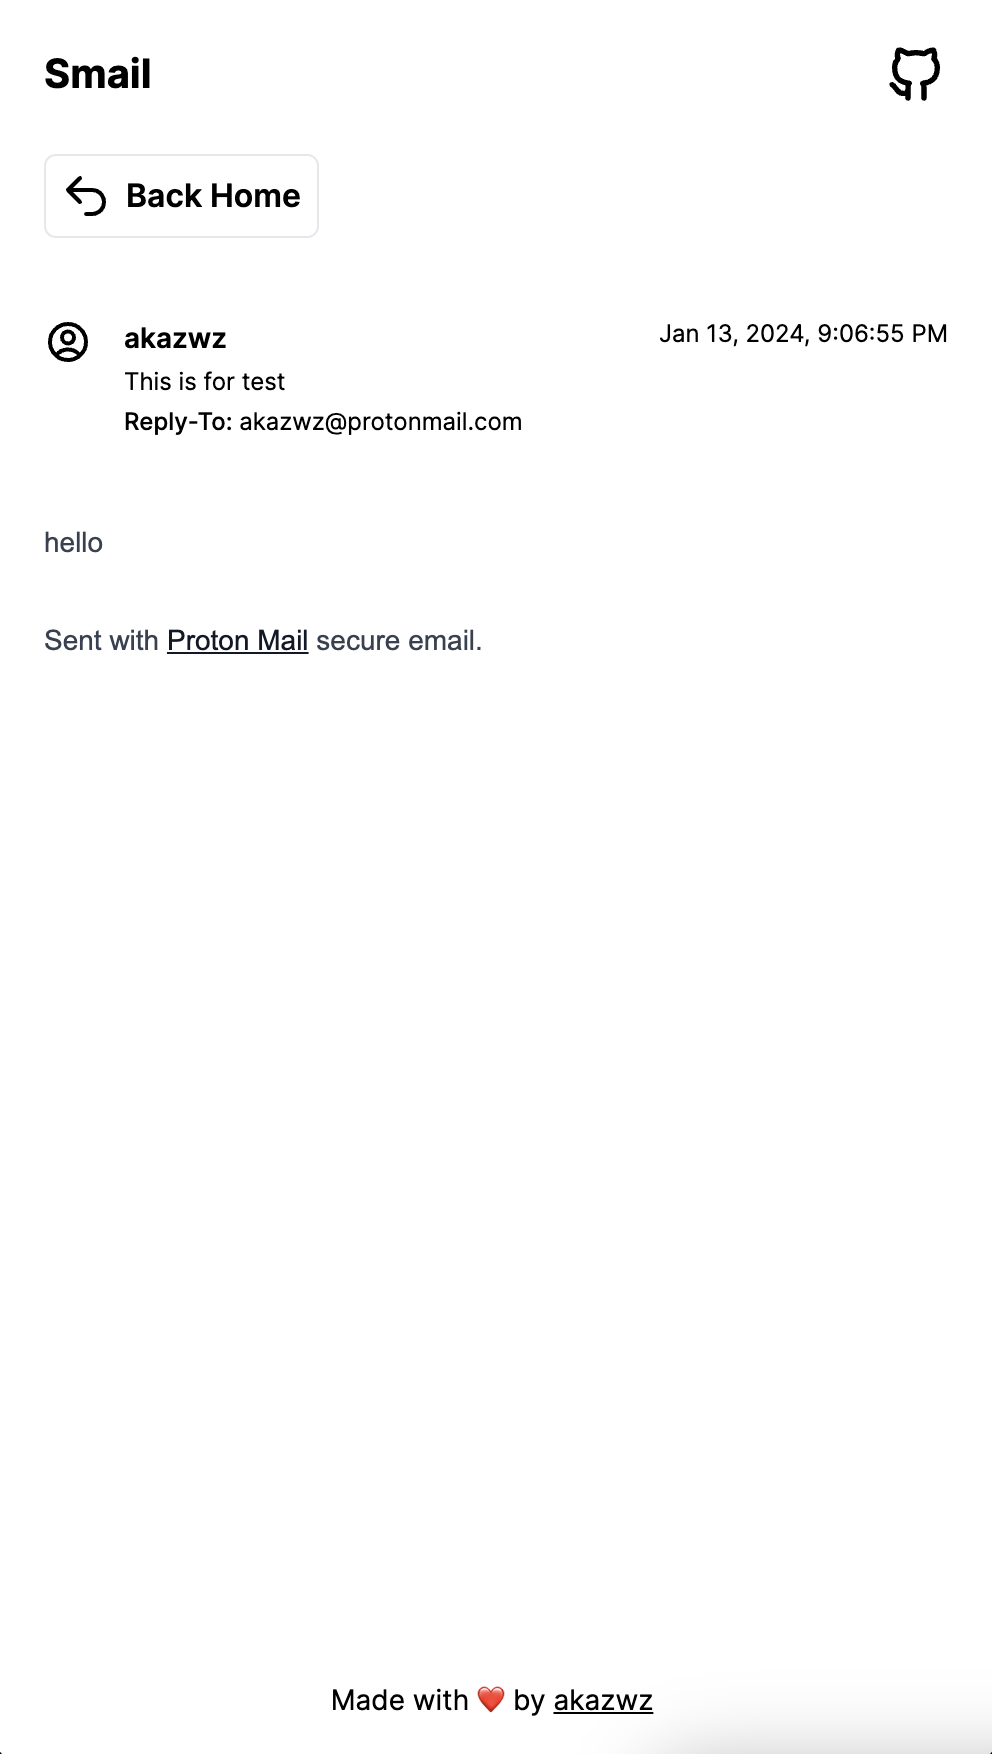 Smail
Back Home
akazwz
Jan 13, 2024, 9:06:55 PM
This is for test
Reply-To: akazwz@protonmail.com
hello
Sent with Proton Mail secure email.
Made with ❤️ by akazwz